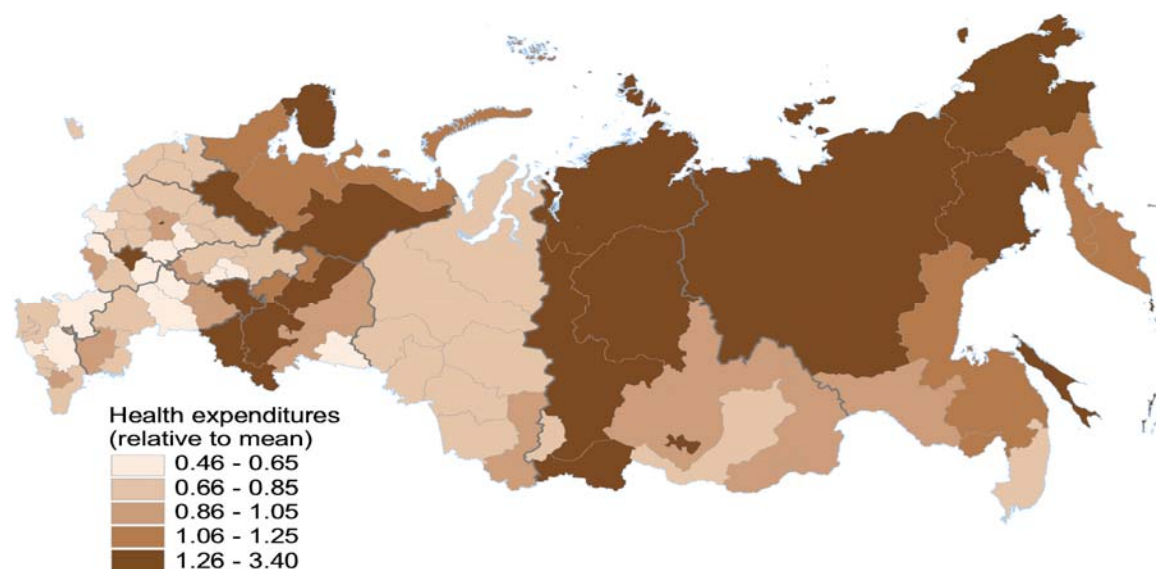 Health expenditures
(relative to mean)
0.46 - 0.65
0.66 - 0.85
0.86 - 1.05
1.06 - 1.25
1.26 - 3.40